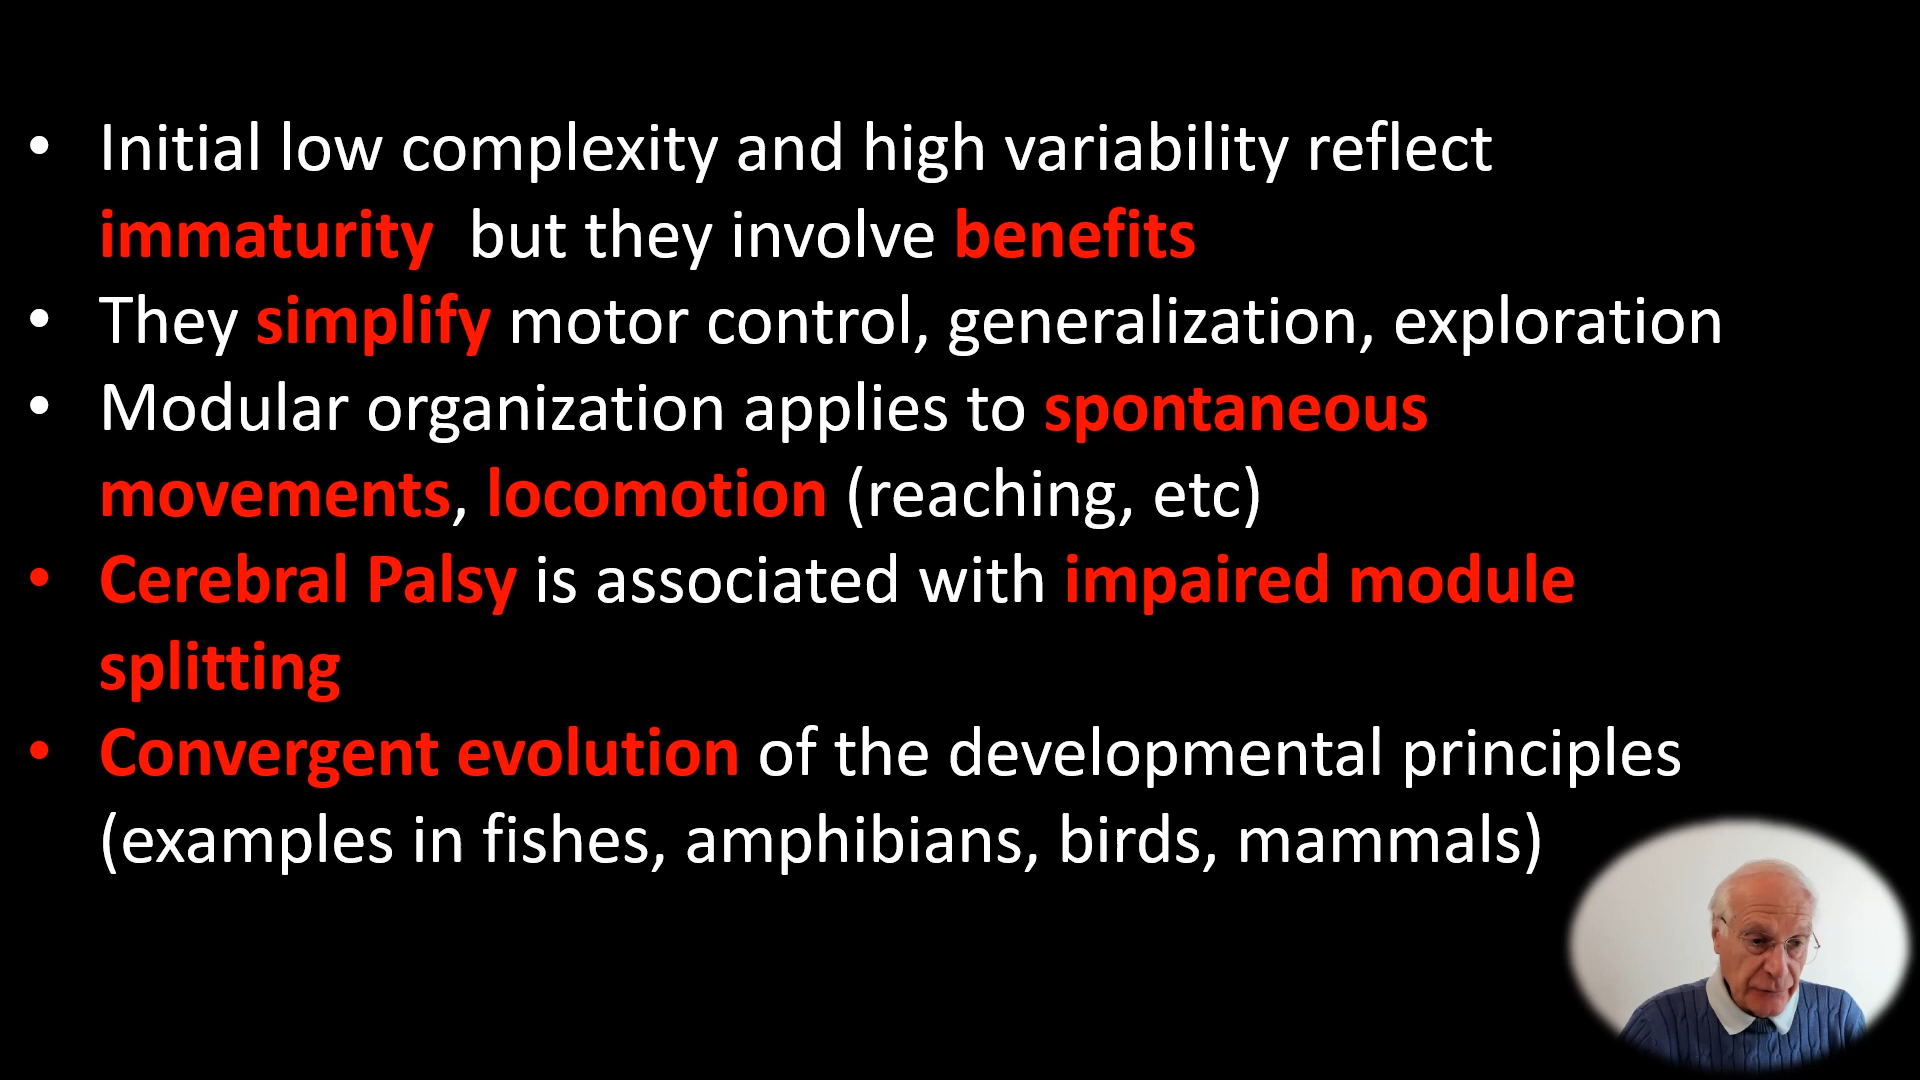 • Initial low complexity and high variability reflect
immaturity  but they involve benefits
• They simplify motor control, generalization, exploration
• Modular organization applies to spontaneous
movements, locomotion (reaching, etc)
• Cerebral Palsy is associated with impaired module
splitting
• Convergent evolution of the developmental principles
(examples in fishes, amphibians, birds, mammals)